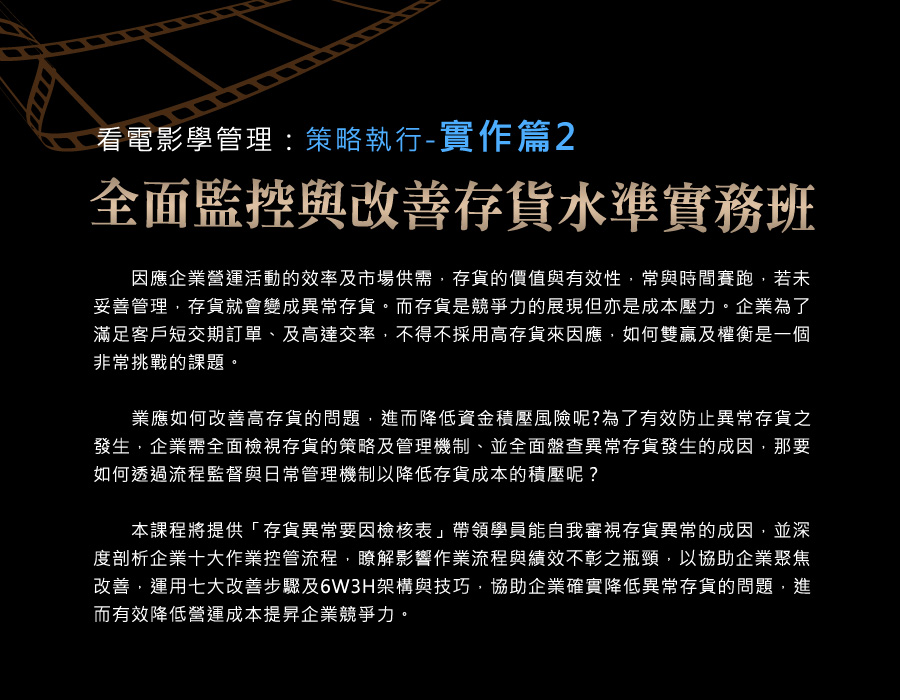 看電影學管理：策略執行-實作篇2
全面監控與改善存貨水準實務班
因應企業營運活動的效率及市場供需，存貨的價值與有效性，常與時間賽跑，若未
妥善管理，存貨就會變成異常存貨。而存貨是競爭力的展現但亦是成本壓力。企業為了
滿足客戶短交期訂單、及高達交率，不得不採用高存貨來因應，如何雙贏及權衡是一個
非常挑戰的課題。
業應如何改善高存貨的問題，進而降低資金積壓風險呢?為了有效防止異常存貨之
發生，企業需全面檢視存貨的策略及管理機制、並全面盤查異常存貨發生的成因，那要
如何透過流程監督與日常管理機制以降低存貨成本的積壓呢？
本課程將提供「存貨異常要因檢核表」帶領學員能自我審視存貨異常的成因，並深
度剖析企業十大作業控管流程，瞭解影響作業流程與績效不彰之瓶頸，以協助企業聚焦
改善，運用七大改善步驟及6W3H架構與技巧，協助企業確實降低異常存貨的問題，進
而有效降低營運成本提昇企業競爭力。